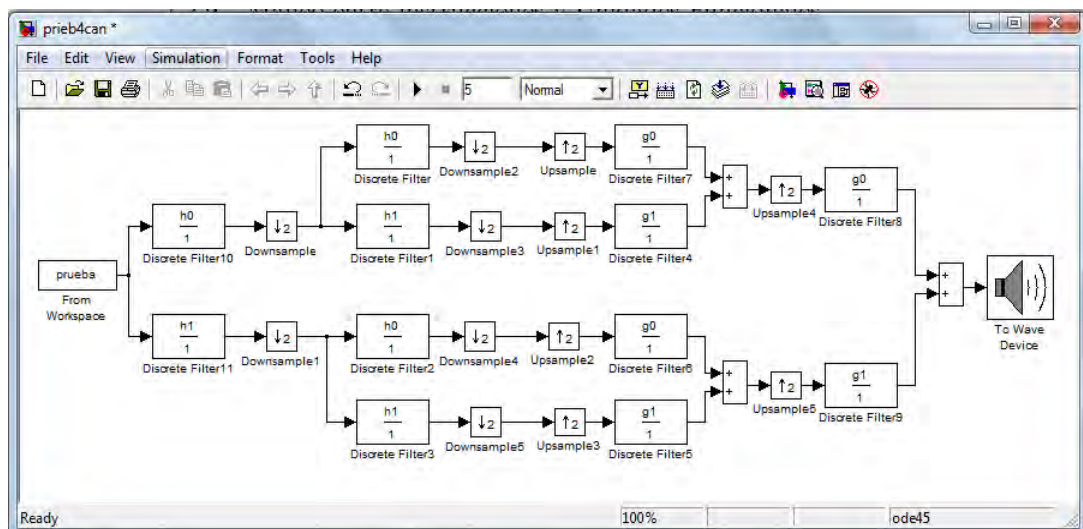 prieb4can *
File Edit View Simulation Format Tools Help
5 Normal
h0
1
Discrete Filter
↓2
Downsample2
↑2
Upsample
g0
1
Discrete Filter7
+
+
↑2
Upsample4
g0
1
Discrete Filter8
h0
1
Discrete Filter10
↓2
Downsample
h1
1
Discrete Filter1
↓2
Downsample3
↑2
Upsample1
g1
1
Discrete Filter4
prueba
From
Workspace
+
+
To Wave
Device
h1
1
Discrete Filter11
↓2
Downsample1
h0
1
Discrete Filter2
↓2
Downsample4
↑2
Upsample2
g0
1
Discrete Filter6
+
+
↑2
Upsample5
g1
1
Discrete Filter9
h1
1
Discrete Filter3
↓2
Downsample5
↑2
Upsample3
g1
1
Discrete Filter5
Ready 100% ode45